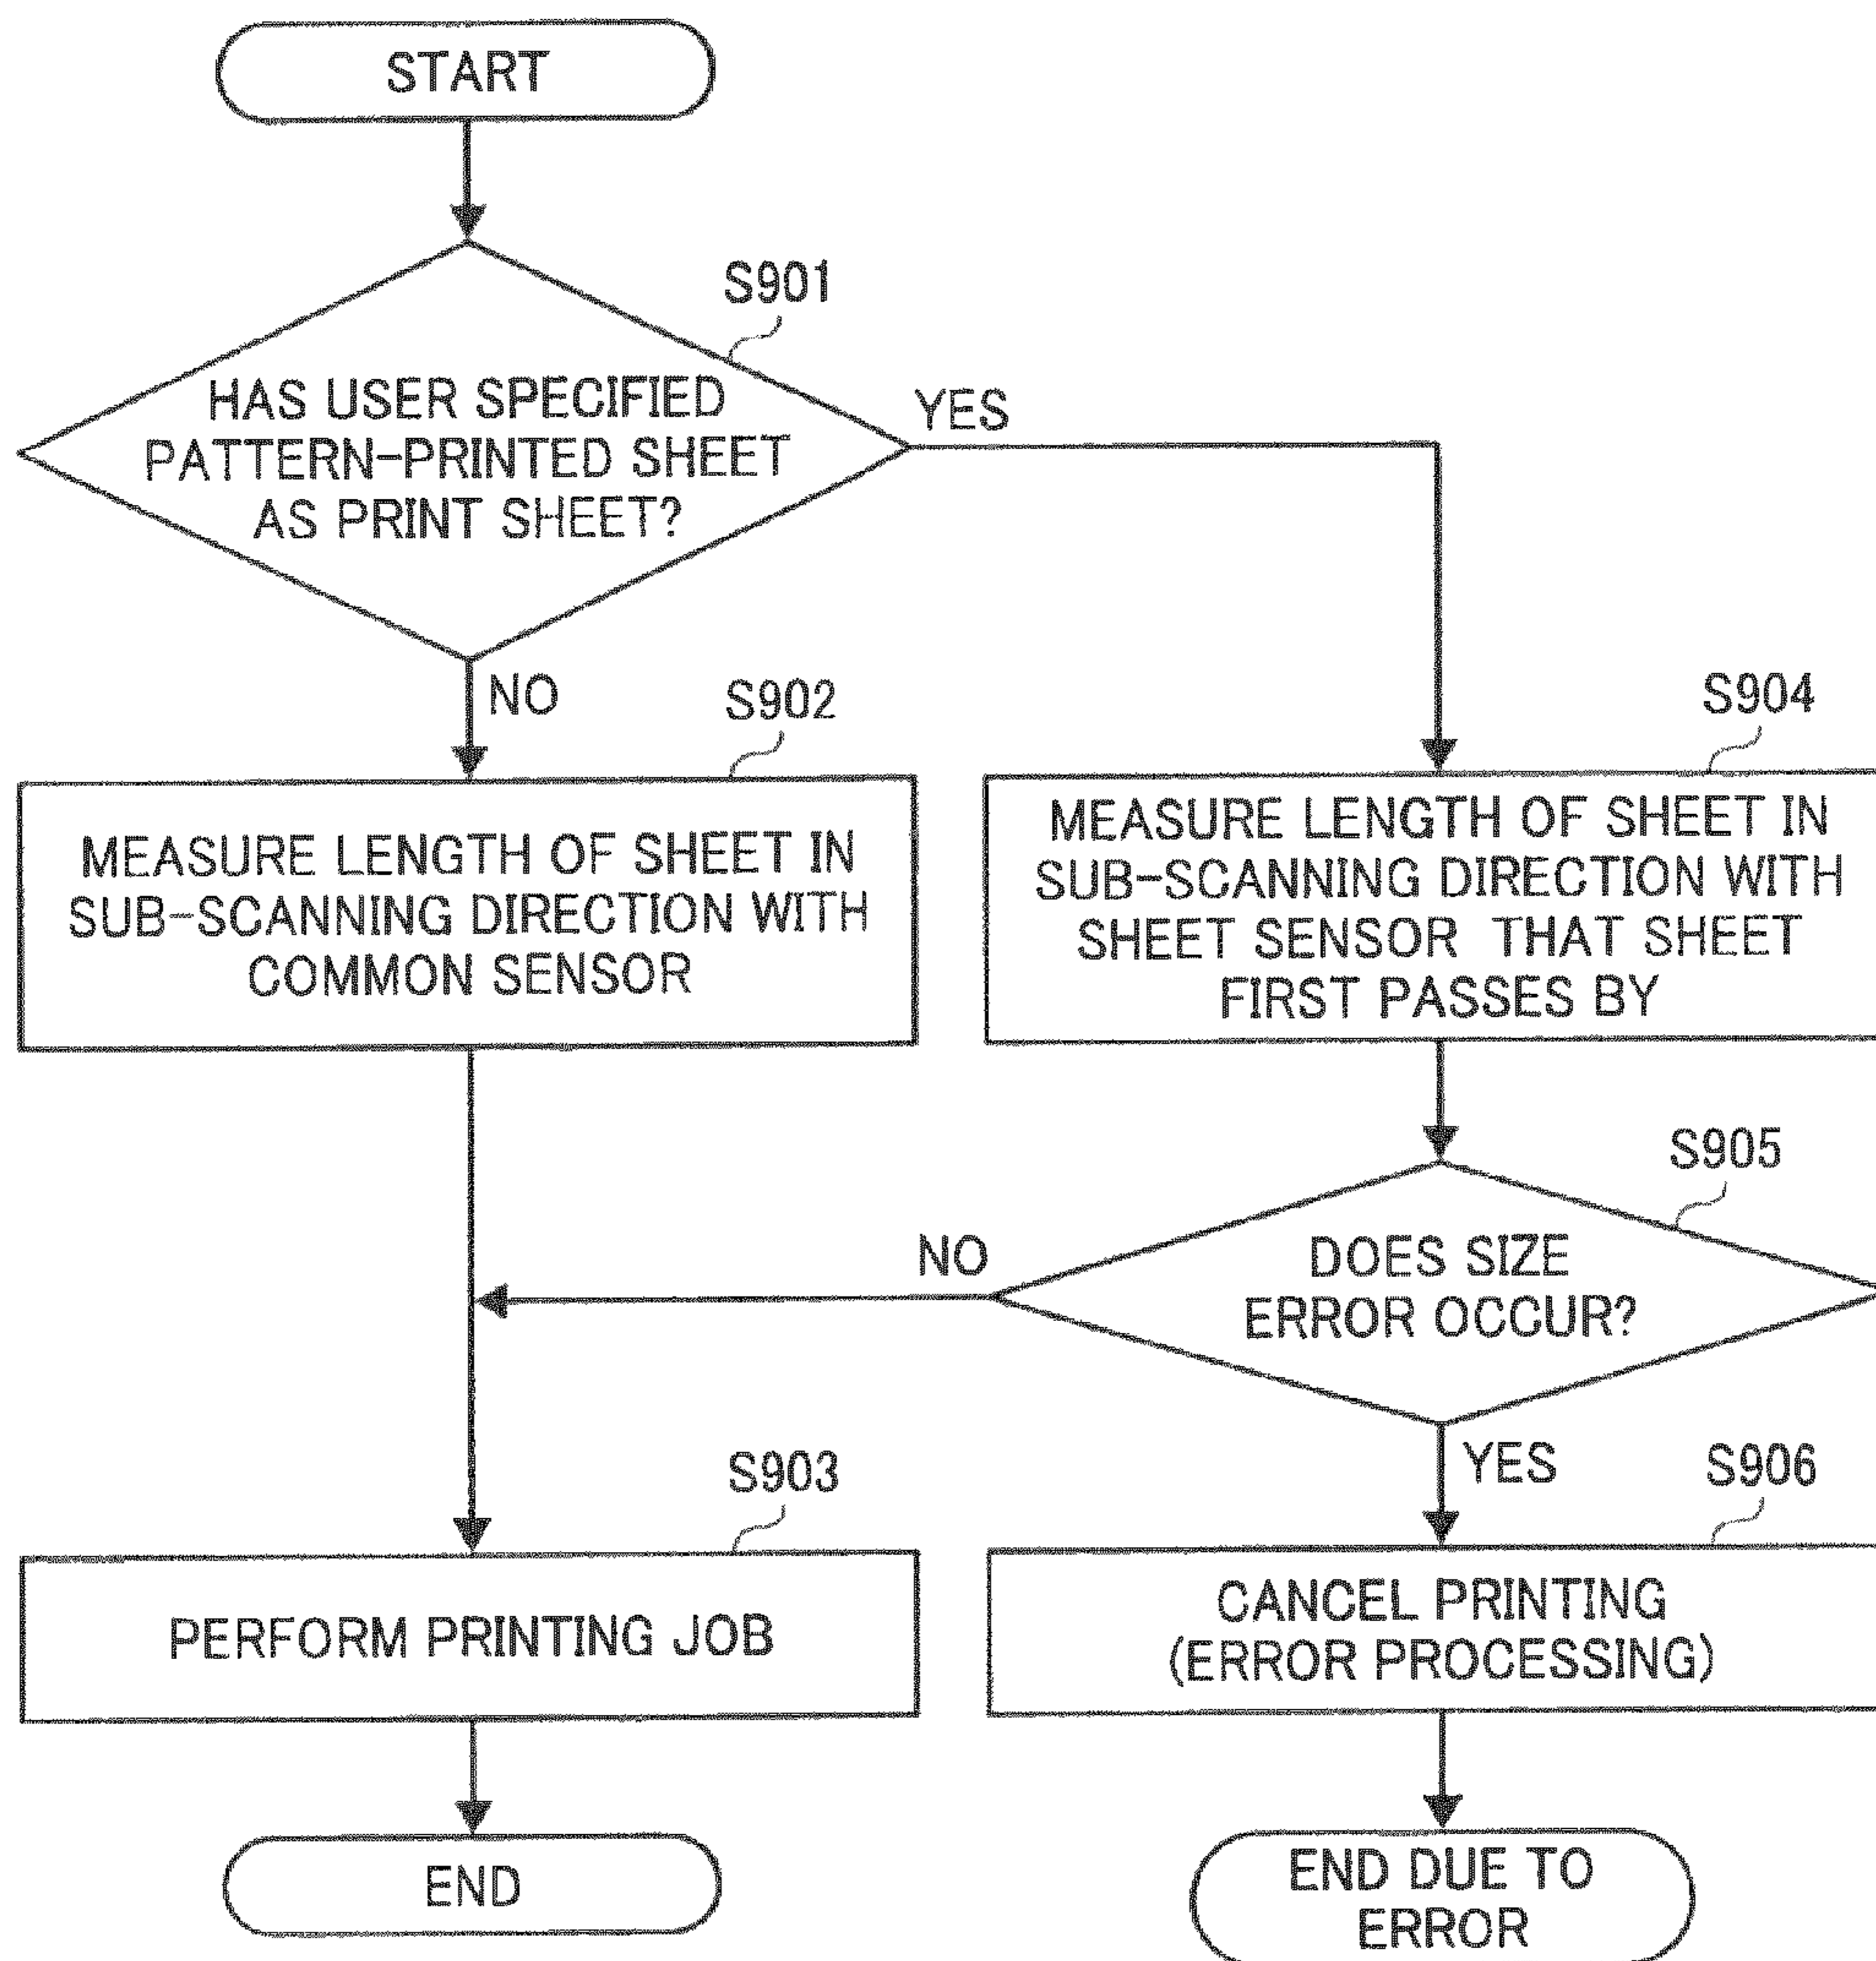 START
S901
HAS USER SPECIFIED
PATTERN-PRINTED SHEET
AS PRINT SHEET?
YES
NO
S902
MEASURE LENGTH OF SHEET IN
SUB-SCANNING DIRECTION WITH
COMMON SENSOR
S904
MEASURE LENGTH OF SHEET IN
SUB-SCANNING DIRECTION WITH
SHEET SENSOR THAT SHEET
FIRST PASSES BY
S905
DOES SIZE
ERROR OCCUR?
NO
YES
S903
PERFORM PRINTING JOB
S906
CANCEL PRINTING
(ERROR PROCESSING)
END
END DUE TO
ERROR